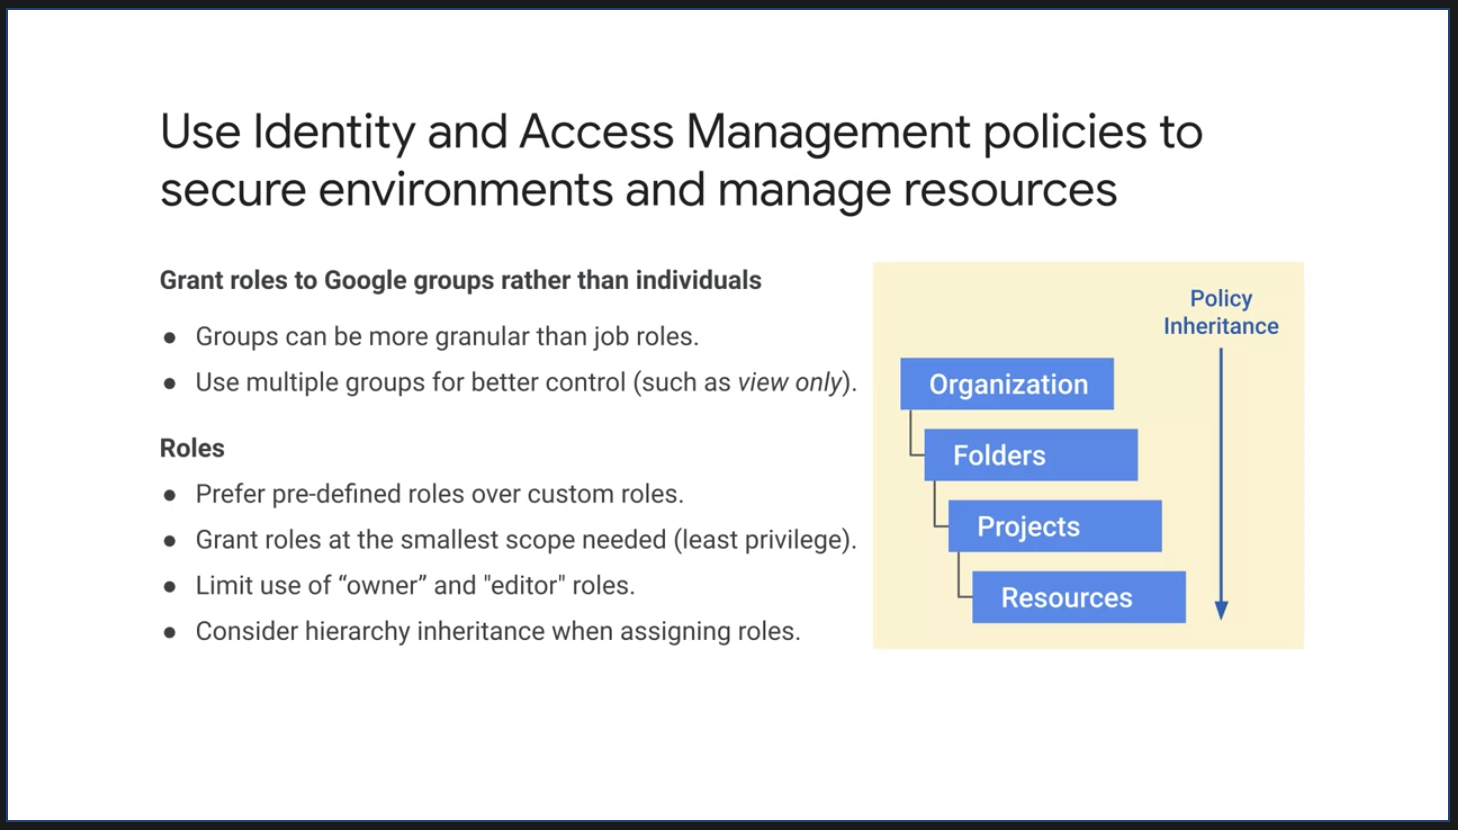 Use Identity and Access Management policies to
secure environments and manage resources
Grant roles to Google groups rather than individuals
● Groups can be more granular than job roles.
● Use multiple groups for better control (such as view only).
Roles
● Prefer pre-defined roles over custom roles.
● Grant roles at the smallest scope needed (least privilege).
● Limit use of “owner” and "editor" roles.
● Consider hierarchy inheritance when assigning roles.
Policy
Inheritance
Organization
Folders
Projects
Resources